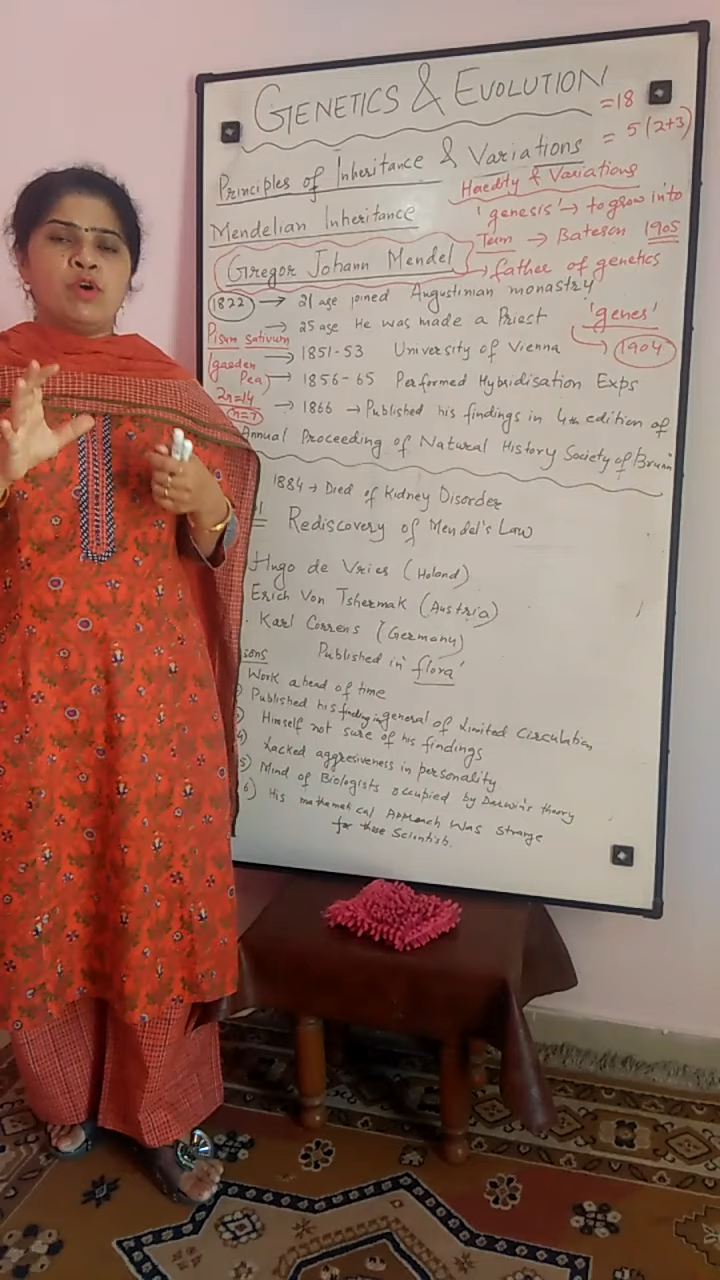 GENETICS & EVOLUTION
=18
= 5(2+3)
Principles of Inheritance & Variations
Haedity & Variations
Mendelian Inheritance
'genesis' → to grow into
Term → Bateson 1905
Gregor Johann Mendel → father of genetics
1822 → 21 age joined Augustinian monastry
→ 25 age He was made a Priest
'genes'
1904
Pisum sativum
(garden Pea)
2n=14
n=7
→ 1851-53 University of Vienna
→ 1856-65 Performed Hybridisation Exps
→ 1866 → Published his findings in 4th edition of
Annual Proceeding of Natural History Society of Brunn
1884 → Died of Kidney Disorder
Rediscovery of Mendel's Law
Hugo de Vries (Holand)
Erich Von Tshermak (Austria)
Karl Correns (Germany)
Published in 'flora'
sons
Work ahead of time
Published his finding in general of Limited Circulation
Himself not sure of his findings
4) Lacked aggresiveness in personality
5) Mind of Biologists occupied by Darwin's theory
6) His mathematical Approach was strange
for these Scientists.